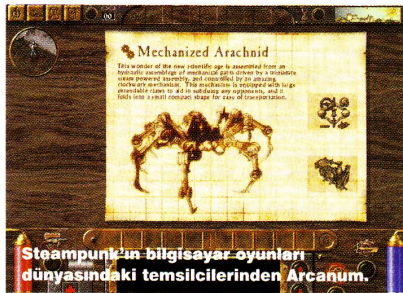 00
Mechanized Arachnid
This wonder of the new scientific age is assembled from an
hydraulic assemblage of mechanical parts driven by a
steam powered assembly, and controlled by an amazing
clockwork mechanism. This mechanism is equipped with large
extendable claws to aid in subduing any opponents, and it
folds into a small compact shape for ease of transportation.
Steampunk'ın bilgisayar oyunları
dünyasındaki temsilcilerinden Arcanum.